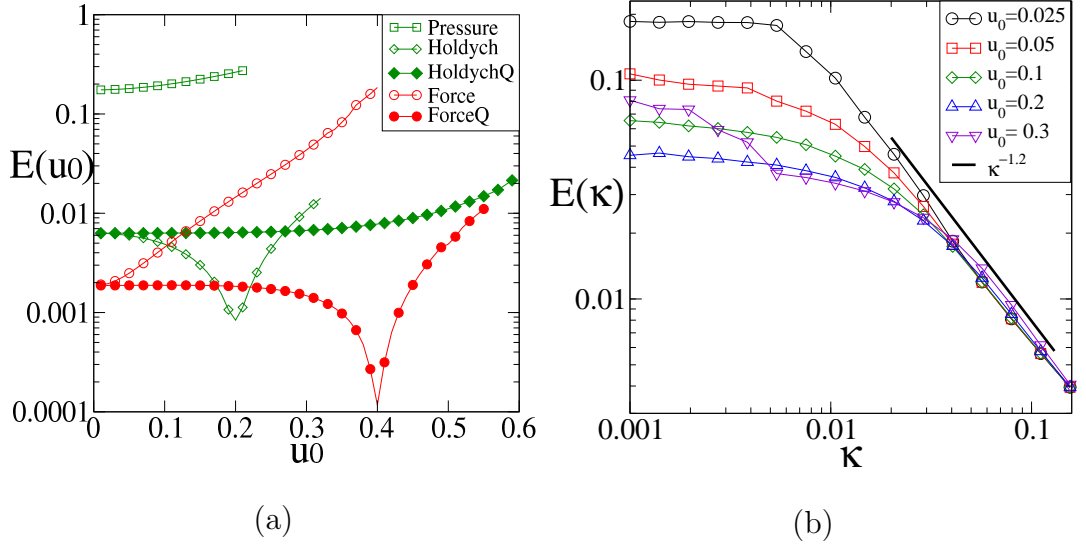 1
0.1
0.01
0.001
0.0001
E(u0)
0
0.1
0.2
0.3
0.4
0.5
0.6
u0
Pressure
Holdych
HoldychQ
Force
ForceQ
(a)
0.1
0.01
E(κ)
0.001
0.01
0.1
κ
u0=0.025
u0=0.05
u0=0.1
u0=0.2
u0= 0.3
κ^−1.2
(b)